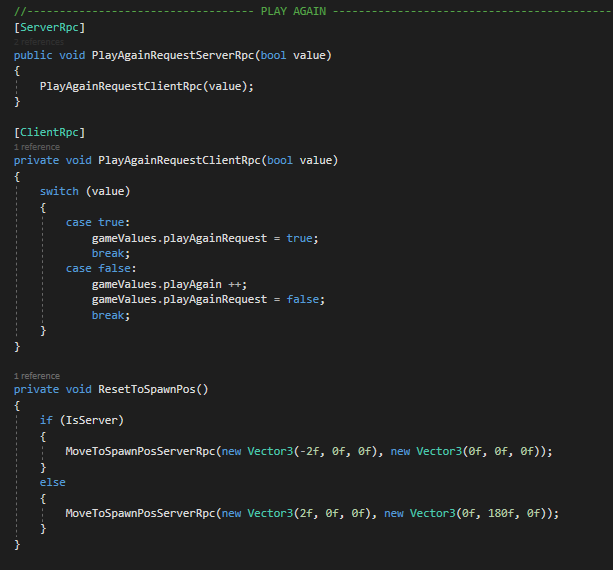 //----------------------------------- PLAY AGAIN -------------------------------------------
[ServerRpc]
2 references
public void PlayAgainRequestServerRpc(bool value)
{
    PlayAgainRequestClientRpc(value);
}

[ClientRpc]
1 reference
private void PlayAgainRequestClientRpc(bool value)
{
    switch (value)
    {
        case true:
            gameValues.playAgainRequest = true;
            break;
        case false:
            gameValues.playAgain ++;
            gameValues.playAgainRequest = false;
            break;
    }
}

1 reference
private void ResetToSpawnPos()
{
    if (IsServer)
    {
        MoveToSpawnPosServerRpc(new Vector3(-2f, 0f, 0f), new Vector3(0f, 0f, 0f));
    }
    else
    {
        MoveToSpawnPosServerRpc(new Vector3(2f, 0f, 0f), new Vector3(0f, 180f, 0f));
    }
}